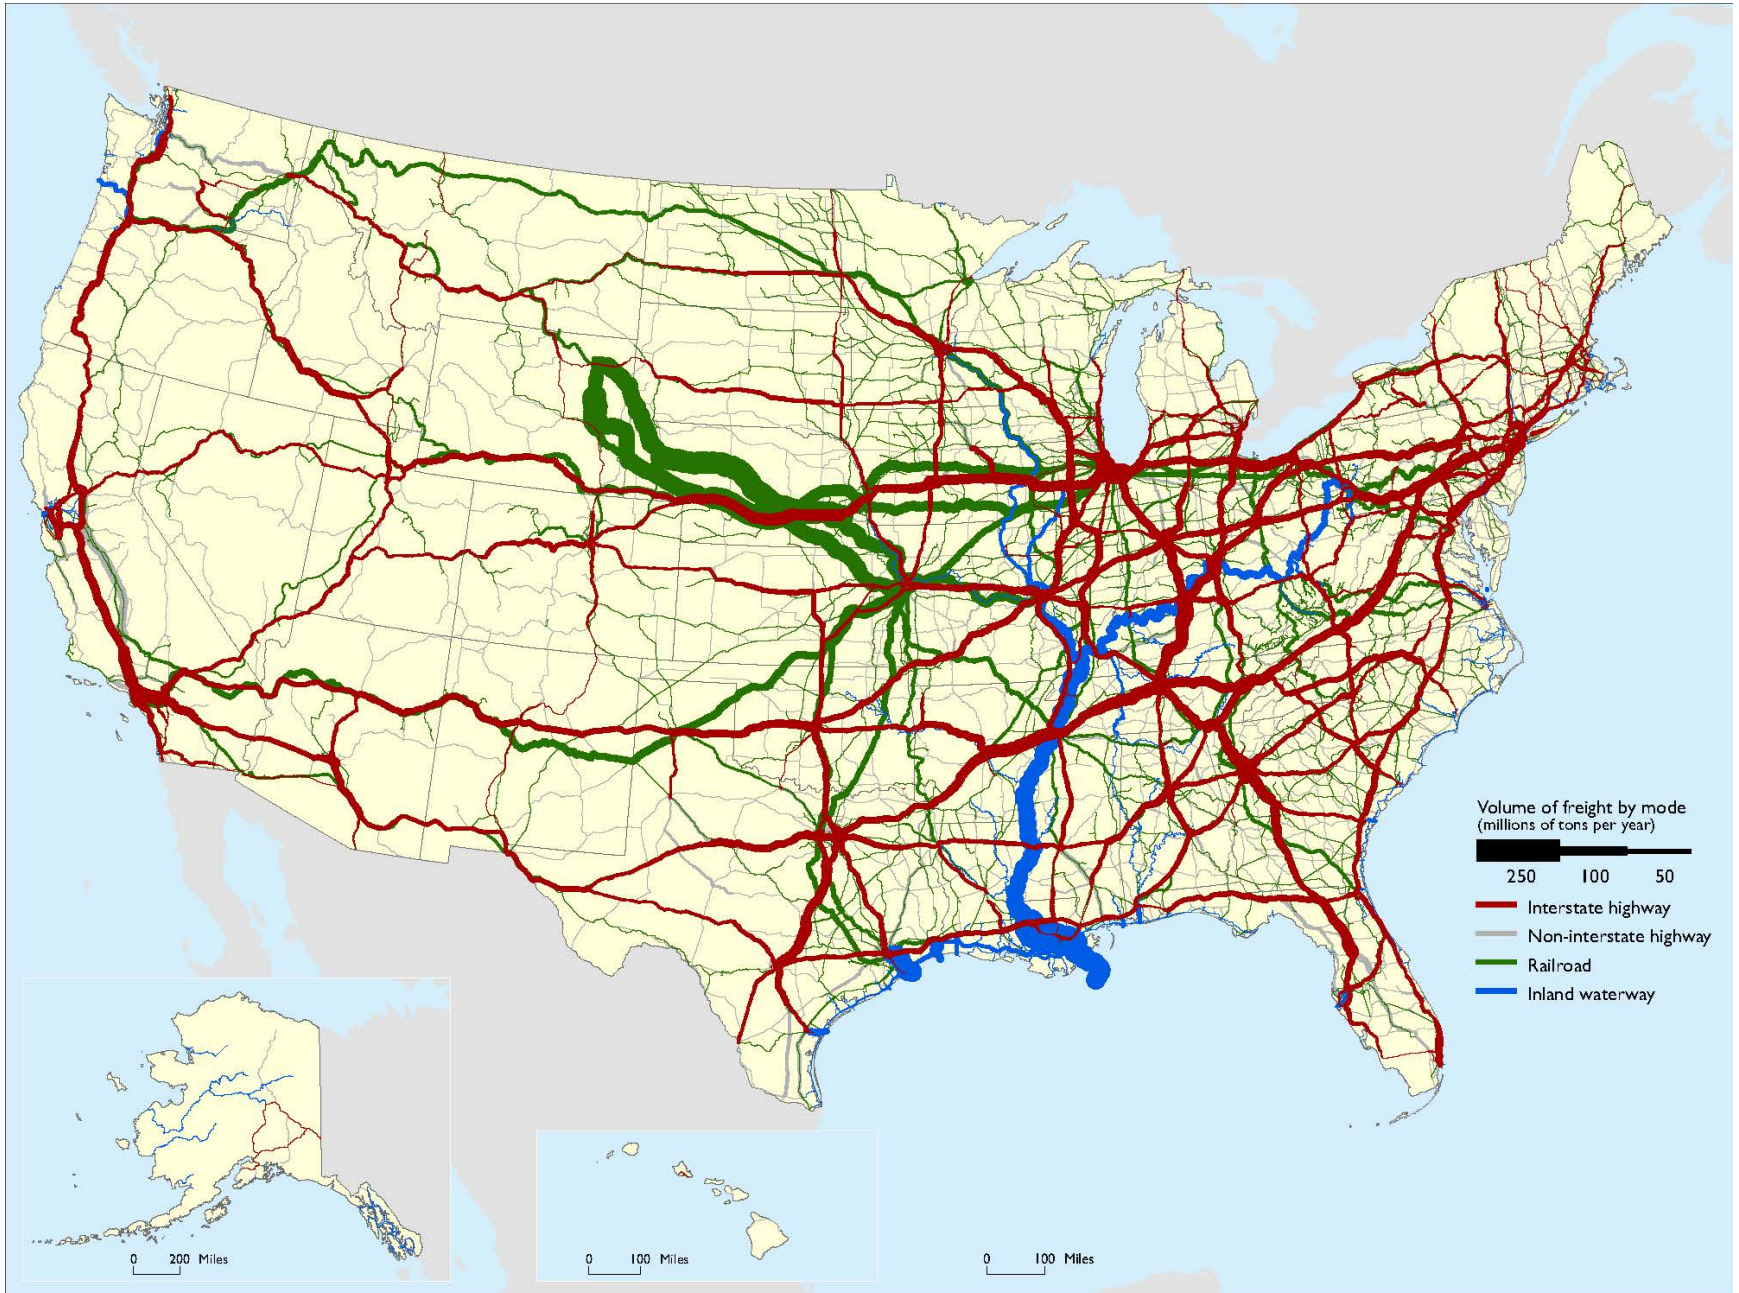 Volume of freight by mode
(millions of tons per year)
250 100 50
Interstate highway
Non-interstate highway
Railroad
Inland waterway
0 200 Miles
0 100 Miles
0 100 Miles